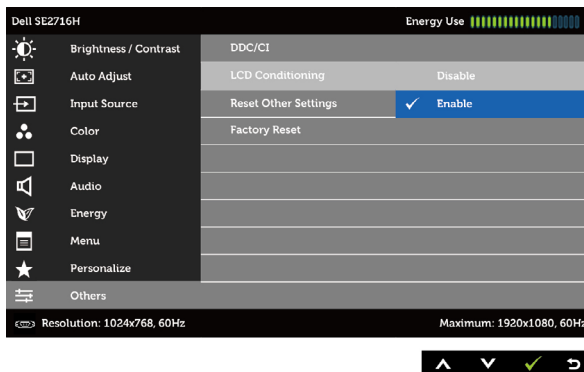 Dell SE2716H Energy Use
Brightness / Contrast DDC/CI
Auto Adjust LCD Conditioning Disable
Input Source Reset Other Settings Enable
Color Factory Reset
Display
Audio
Energy
Menu
Personalize
Others
Resolution: 1024x768, 60Hz Maximum: 1920x1080, 60Hz